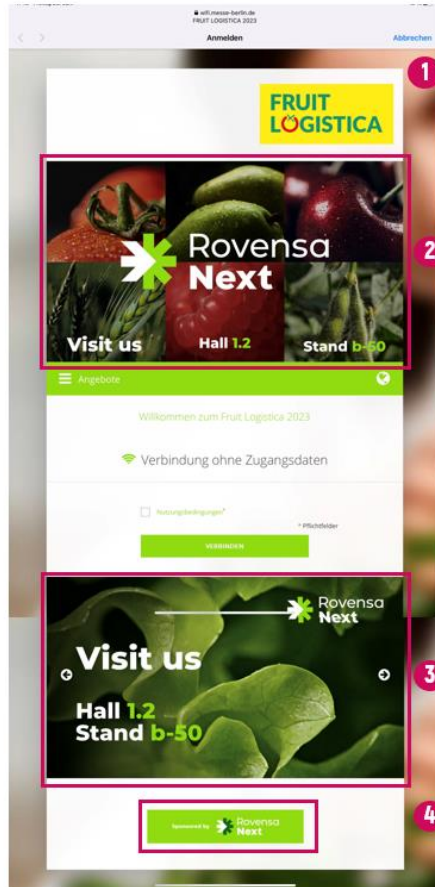 wifi.messe-berlin.de
FRUIT LOGISTICA 2023
Anmelden
Abbrechen
1
FRUIT
LOGISTICA
2
Rovensa
Next
Visit us
Hall 1.2
Stand b-50
Angebote
Willkommen zum Fruit Logistica 2023
Verbindung ohne Zugangsdaten
Nutzungsbedingungen*
* Pflichtfelder
VERBINDEN
Rovensa
Next
Visit us
3
Hall 1.2
Stand b-50
4
Sponsored by Rovensa
Next